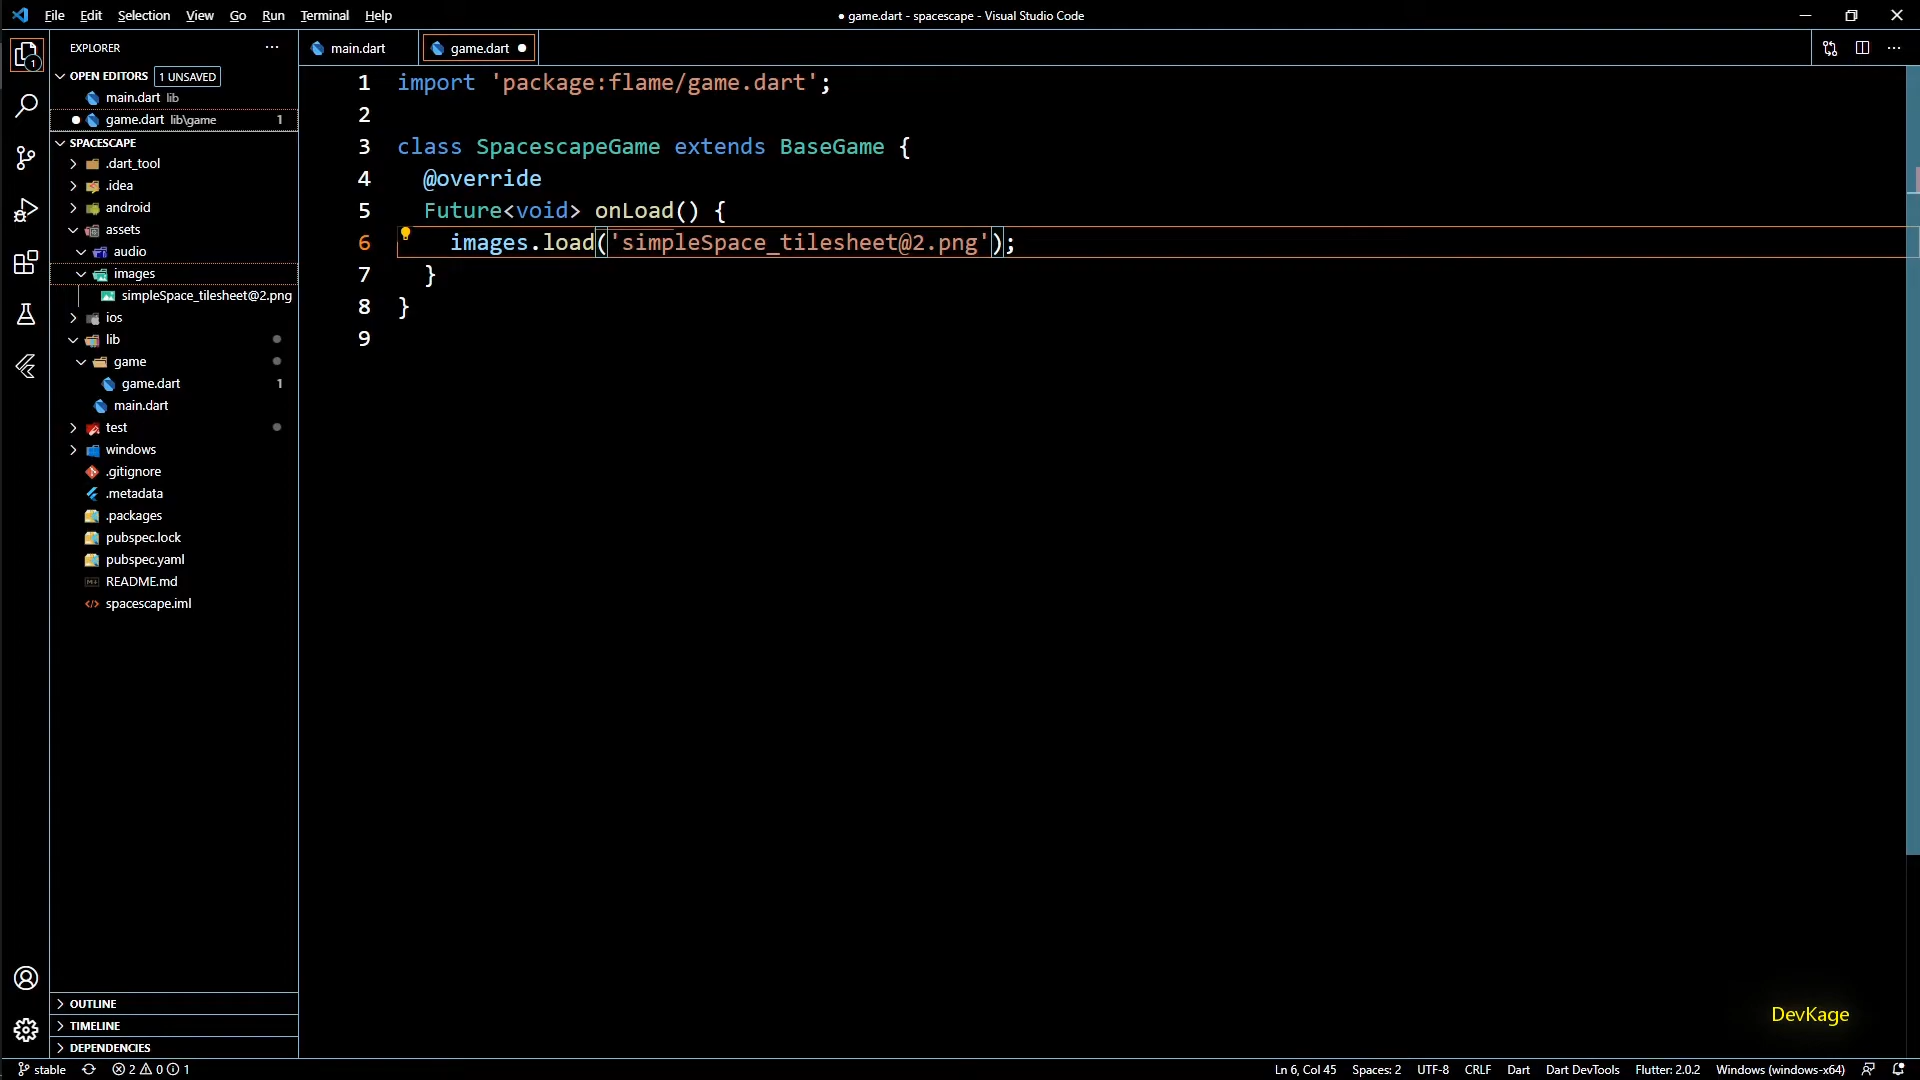 File Edit Selection View Go Run Terminal Help
● game.dart - spacescape - Visual Studio Code
EXPLORER
OPEN EDITORS 1 UNSAVED
main.dart lib
game.dart lib\game 1
SPACESCAPE
.dart_tool
.idea
android
assets
audio
images
simpleSpace_tilesheet@2.png
ios
lib
game
game.dart 1
main.dart
test
windows
.gitignore
.metadata
.packages
pubspec.lock
pubspec.yaml
README.md
spacescape.iml
OUTLINE
TIMELINE
DEPENDENCIES
main.dart
game.dart
1 import 'package:flame/game.dart';
2
3 class SpacescapeGame extends BaseGame {
4 @override
5 Future<void> onLoad() {
6 images.load('simpleSpace_tilesheet@2.png');
7 }
8 }
9
DevKage
stable 2 0 1
Ln 6, Col 45 Spaces: 2 UTF-8 CRLF Dart Dart DevTools Flutter: 2.0.2 Windows (windows-x64)